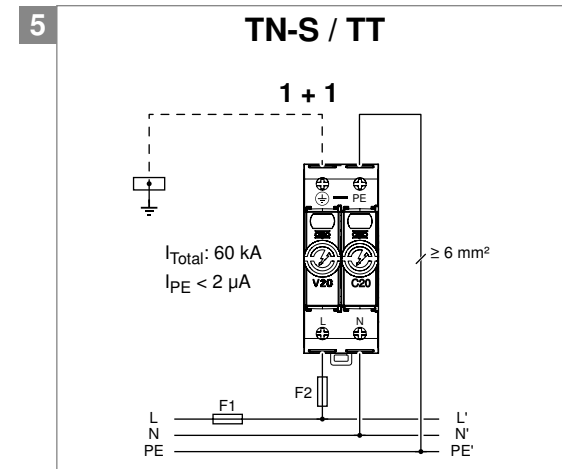 5
TN-S / TT
1 + 1
PE
I_Total: 60 kA
I_PE < 2 µA
≥ 6 mm²
V20 C20
L N
F2
F1
L L'
N N'
PE PE'